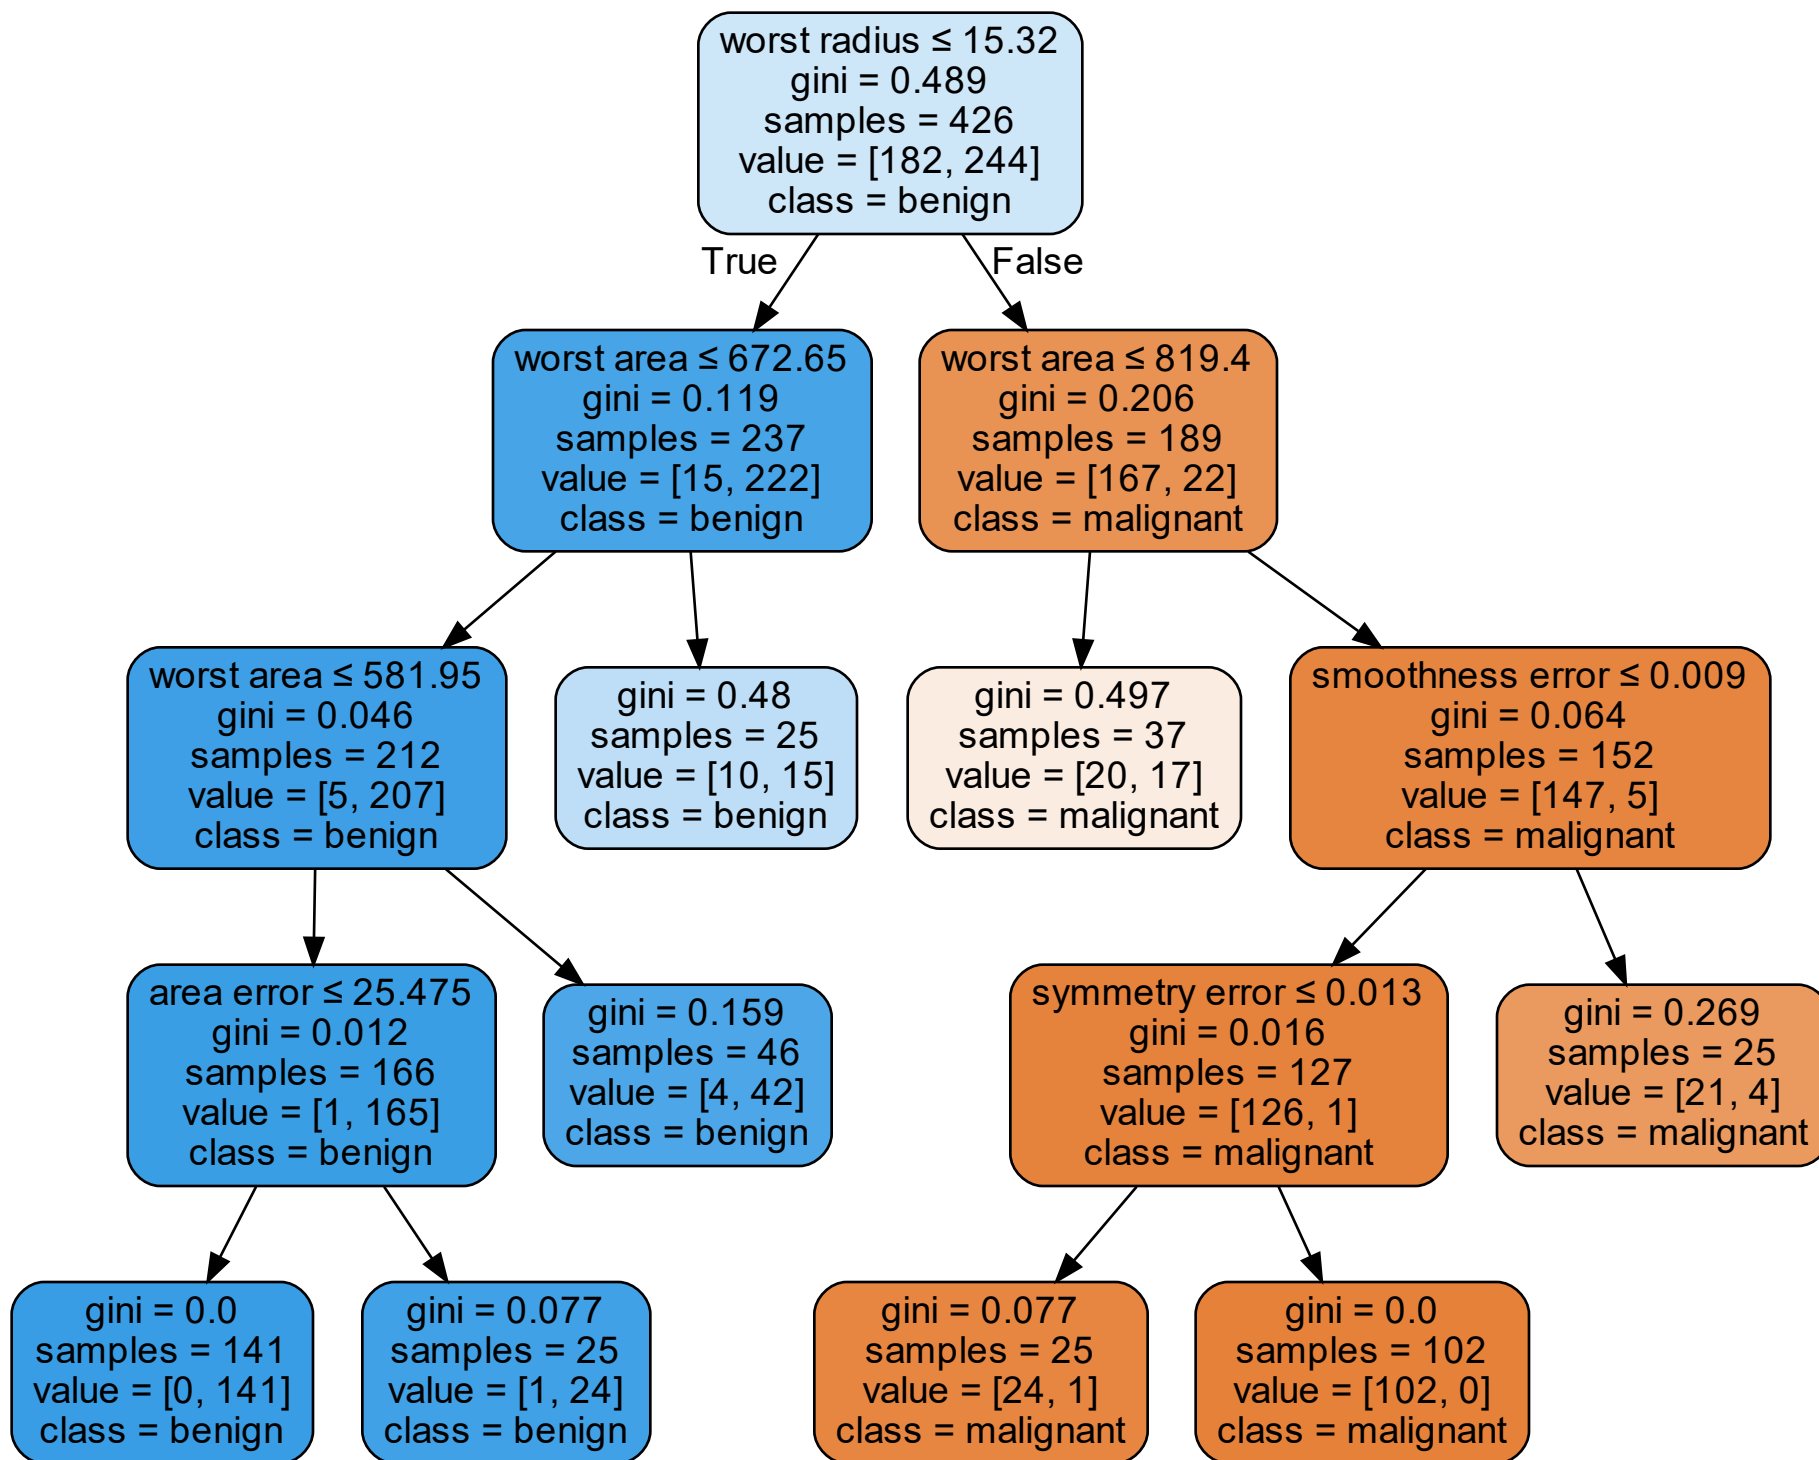 worst radius ≤ 15.32
gini = 0.489
samples = 426
value = [182, 244]
class = benign
True
False
worst area ≤ 672.65
gini = 0.119
samples = 237
value = [15, 222]
class = benign
worst area ≤ 819.4
gini = 0.206
samples = 189
value = [167, 22]
class = malignant
worst area ≤ 581.95
gini = 0.046
samples = 212
value = [5, 207]
class = benign
gini = 0.48
samples = 25
value = [10, 15]
class = benign
gini = 0.497
samples = 37
value = [20, 17]
class = malignant
smoothness error ≤ 0.009
gini = 0.064
samples = 152
value = [147, 5]
class = malignant
area error ≤ 25.475
gini = 0.012
samples = 166
value = [1, 165]
class = benign
gini = 0.159
samples = 46
value = [4, 42]
class = benign
symmetry error ≤ 0.013
gini = 0.016
samples = 127
value = [126, 1]
class = malignant
gini = 0.269
samples = 25
value = [21, 4]
class = malignant
gini = 0.0
samples = 141
value = [0, 141]
class = benign
gini = 0.077
samples = 25
value = [1, 24]
class = benign
gini = 0.077
samples = 25
value = [24, 1]
class = malignant
gini = 0.0
samples = 102
value = [102, 0]
class = malignant